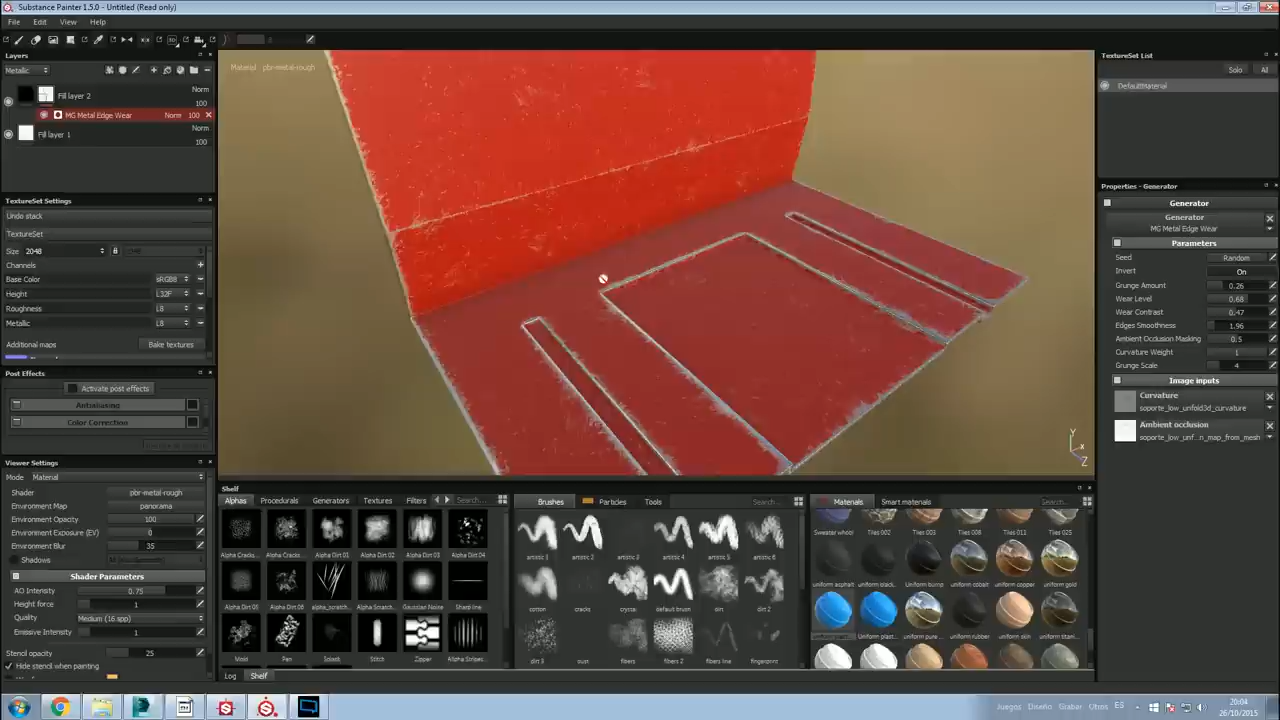 Substance Painter 1.5.0 - Untitled (Read only)
File Edit View Help
Layers
Metallic
Fill layer 2 Norm 100
MG Metal Edge Wear Norm 100
Fill layer 1 Norm 100
TextureSet Settings
Undo stack
TextureSet
Size 2048
Channels
Base Color sRGB8
Height L32F
Roughness L8
Metallic L8
Additional maps Bake textures
Post Effects
Activate post effects
Antialiasing
Color Correction
Viewer Settings
Mode Material
Shader pbr-metal-rough
Environment Map panorama
Environment Opacity 100
Environment Exposure (EV) 0
Environment Blur 35
Shadows
Shader Parameters
AO Intensity 0.75
Height force 1
Quality Medium (16 spp)
Emissive Intensity 1
Stencil opacity 25
Hide stencil when painting
Material pbr-metal-rough
Y
X
Z
Shelf
Alphas Procedurals Generators Textures Filters Search...
Alpha Cracks... Alpha Cracks... Alpha Dirt 01 Alpha Dirt 02 Alpha Dirt 03 Alpha Dirt 04
Alpha Dirt 05 Alpha Dirt 06 alpha_scratch... Alpha Scratch... Gaussian Noise Sharp line
Mold Pen Splash Stitch Zipper Alpha Stripes...
Log Shelf
Brushes Particles Tools Search...
artistic 1 artistic 2 artistic 3 artistic 4 artistic 5 artistic 6
cotton cracks crystal default brush dirt dirt 2
dirt 3 dust fibers fibers 2 fibers line fingerprint
Materials Smart materials Search...
Sweater whool Tiles 002 Tiles 003 Tiles 008 Tiles 011 Tiles 025
uniform asphalt uniform black... Uniform bump uniform cobalt uniform copper uniform gold
Uniform plast... uniform pure ... uniform rubber uniform skin uniform titani...
TextureSet List
Solo All
DefaultMaterial
Properties - Generator
Generator
Generator
MG Metal Edge Wear
Parameters
Seed Random
Invert On
Grunge Amount 0.26
Wear Level 0.68
Wear Contrast 0.47
Edges Smoothness 1.96
Ambient Occlusion Masking 0.5
Curvature Weight 1
Grunge Scale 4
Image inputs
Curvature
soporte_low_unfold3d_curvature
Ambient occlusion
soporte_low_unf...n_map_from_mesh
Juegos Diseño Grabar Otros ES
20:04
26/10/2015